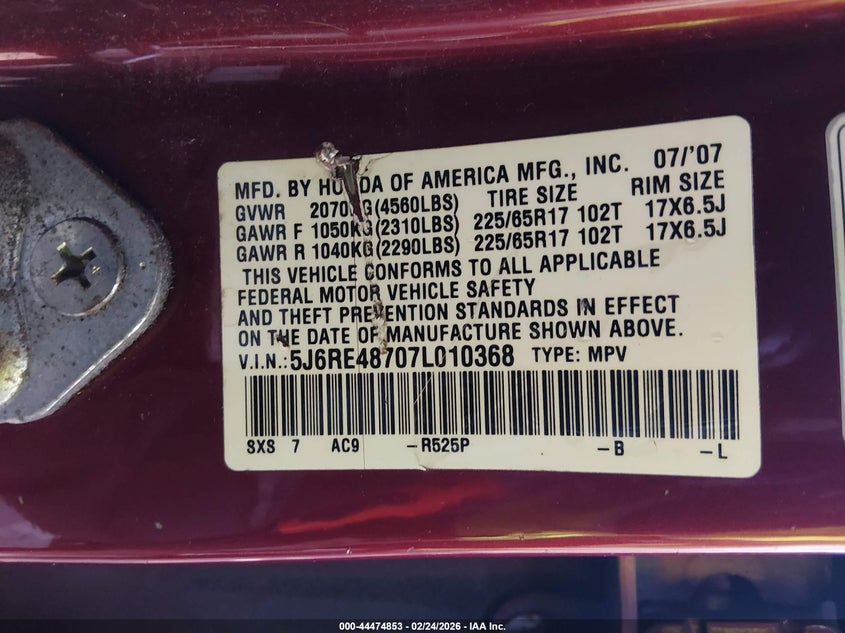 MFD. BY HONDA OF AMERICA MFG., INC. 07/'07
GVWR 2070KG(4560LBS) TIRE SIZE RIM SIZE
GAWR F 1050KG(2310LBS) 225/65R17 102T 17X6.5J
GAWR R 1040KG(2290LBS) 225/65R17 102T 17X6.5J
THIS VEHICLE CONFORMS TO ALL APPLICABLE
FEDERAL MOTOR VEHICLE SAFETY
AND THEFT PREVENTION STANDARDS IN EFFECT
ON THE DATE OF MANUFACTURE SHOWN ABOVE.
V.I.N.:5J6RE48707L010368 TYPE: MPV
SXS 7 AC9 -R525P -B -L
000-44474853 - 02/24/2026 - IAA Inc.